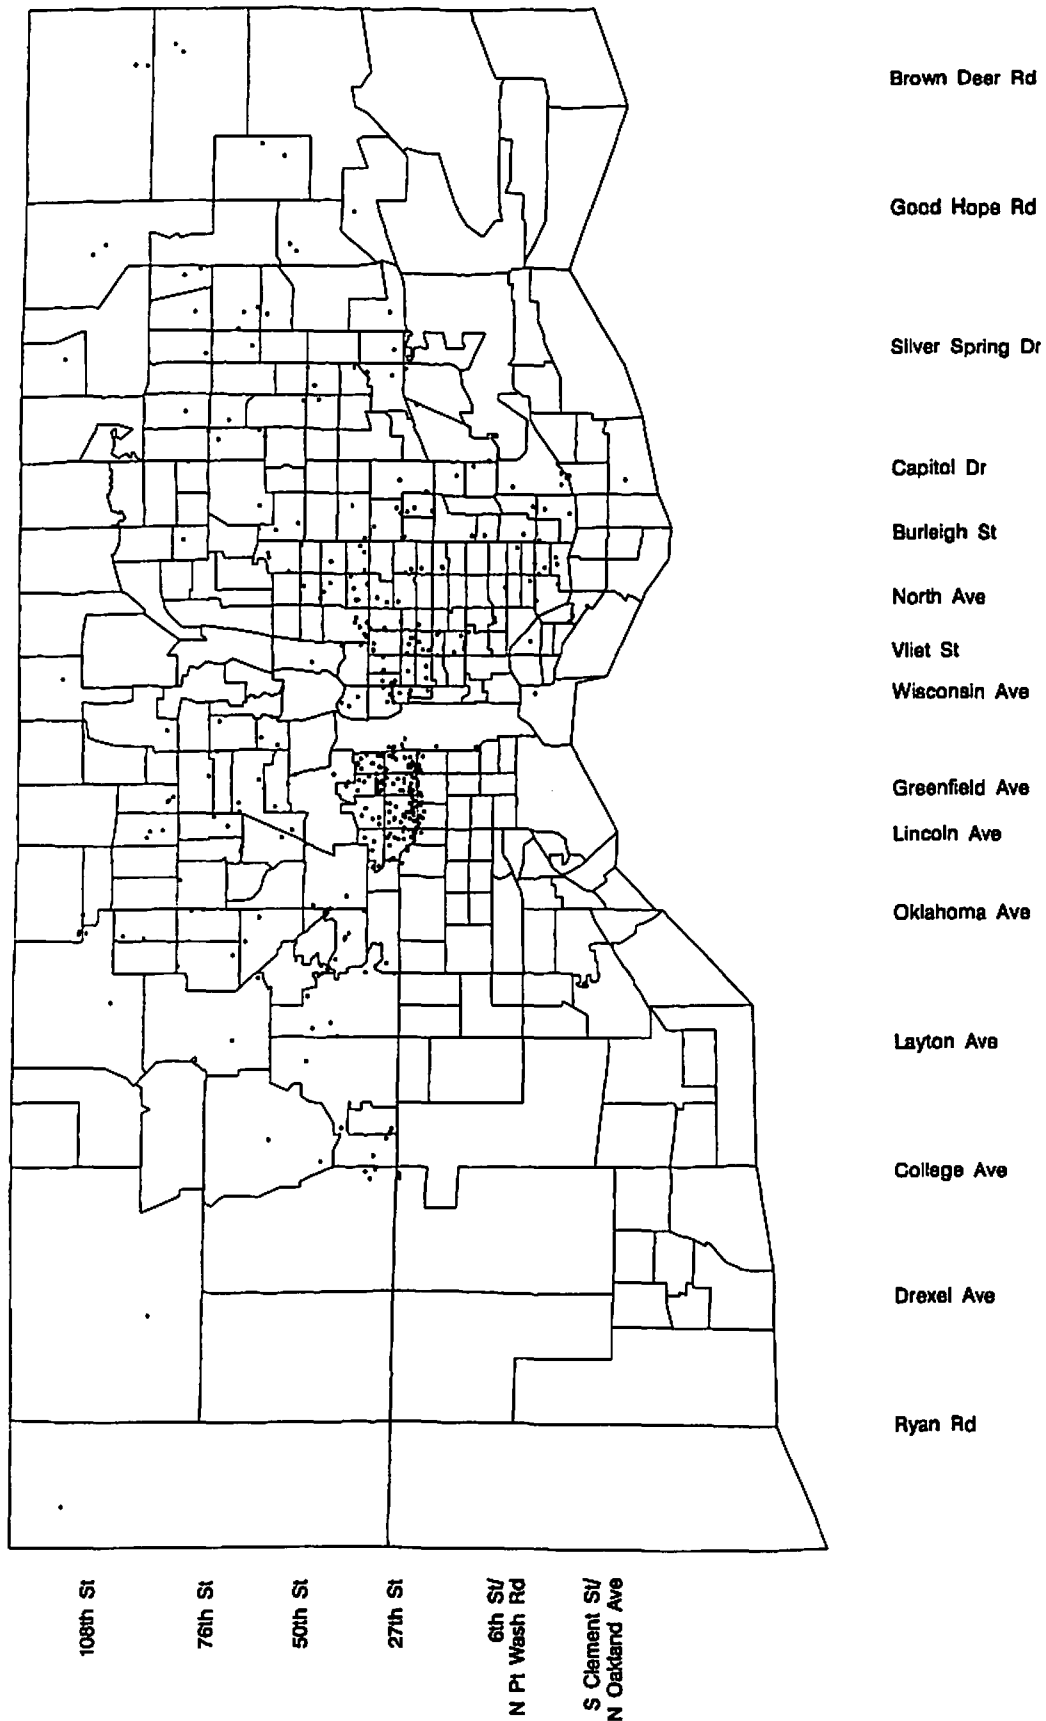 Brown Deer Rd
Good Hope Rd
Silver Spring Dr
Capitol Dr
Burleigh St
North Ave
Vliet St
Wisconsin Ave
Greenfield Ave
Lincoln Ave
Oklahoma Ave
Layton Ave
College Ave
Drexel Ave
Ryan Rd
108th St
76th St
50th St
27th St
6th St/
N Pt Wash Rd
S Clement St/
N Oakland Ave